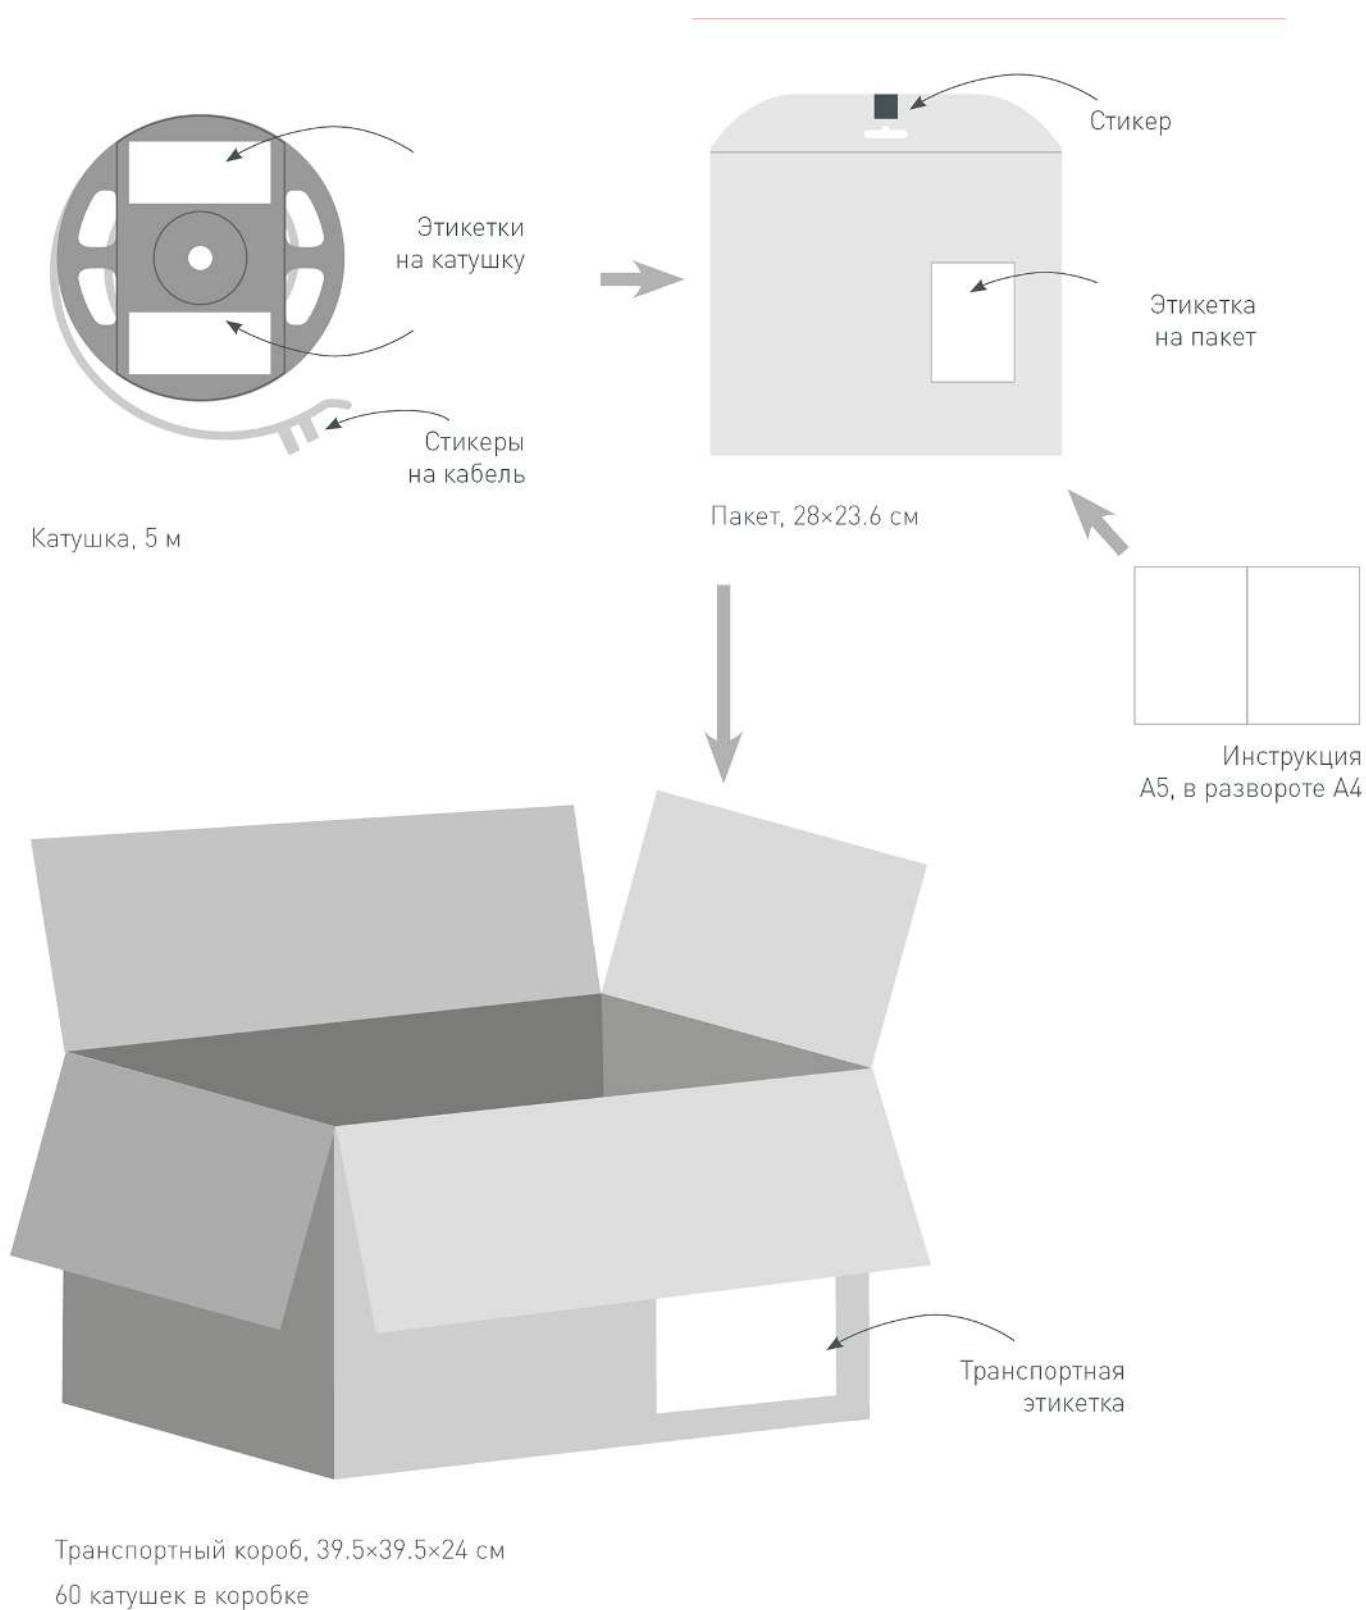 Стикер
Этикетки
на катушку
Этикетка
на пакет
Стикеры
на кабель
Катушка, 5 м
Пакет, 28×23.6 см
Инструкция
А5, в развороте А4
Транспортная
этикетка
Транспортный короб, 39.5×39.5×24 см
60 катушек в коробке